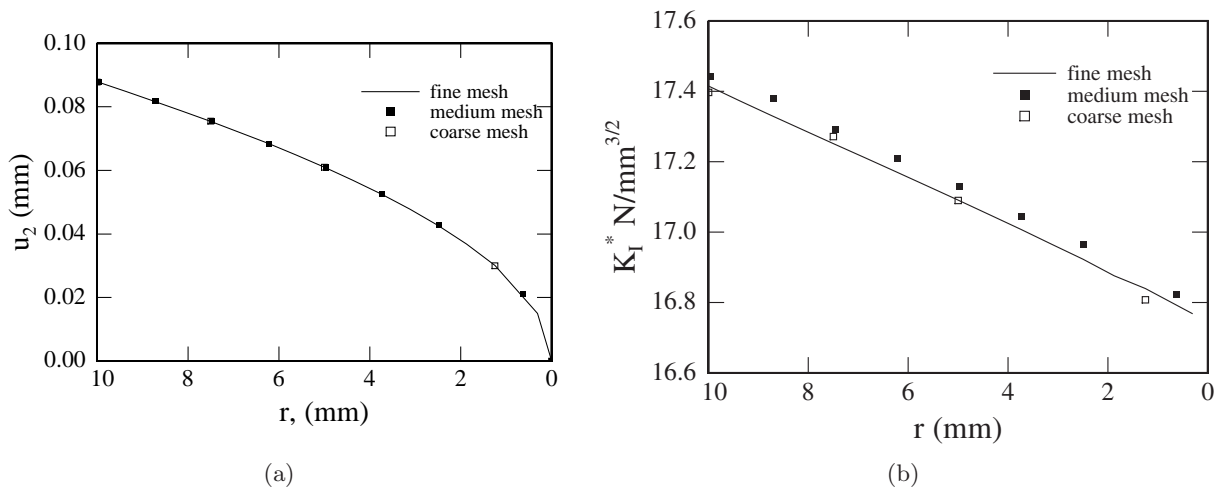 0.10
0.08
0.06
0.04
0.02
0.00
u2 (mm)
fine mesh
medium mesh
coarse mesh
10 8 6 4 2 0
r, (mm)
(a)
17.6
17.4
17.2
17.0
16.8
16.6
KI* N/mm3/2
fine mesh
medium mesh
coarse mesh
10 8 6 4 2 0
r (mm)
(b)